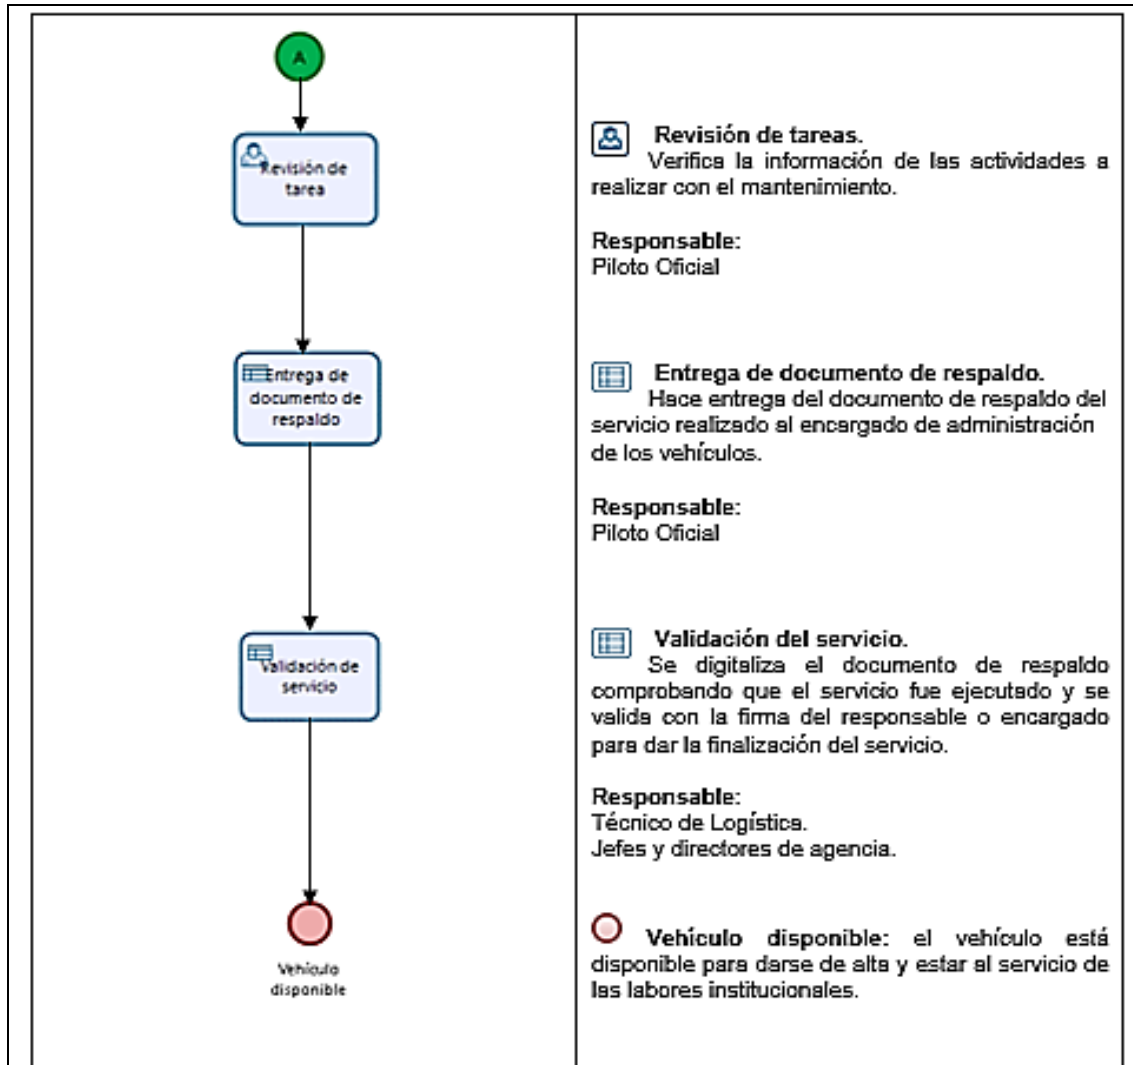 A
Revisión de
tarea
Entrega de
documento de
respaldo
Validación de
servicio
Vehículo
disponible
Revisión de tareas.
Verifica la información de las actividades a
realizar con el mantenimiento.
Responsable:
Piloto Oficial
Entrega de documento de respaldo.
Hace entrega del documento de respaldo del
servicio realizado al encargado de administración
de los vehículos.
Responsable:
Piloto Oficial
Validación del servicio.
Se digitaliza el documento de respaldo
comprobando que el servicio fue ejecutado y se
valida con la firma del responsable o encargado
para dar la finalización del servicio.
Responsable:
Técnico de Logística.
Jefes y directores de agencia.
Vehículo disponible: el vehículo está
disponible para darse de alta y estar al servicio de
las labores institucionales.